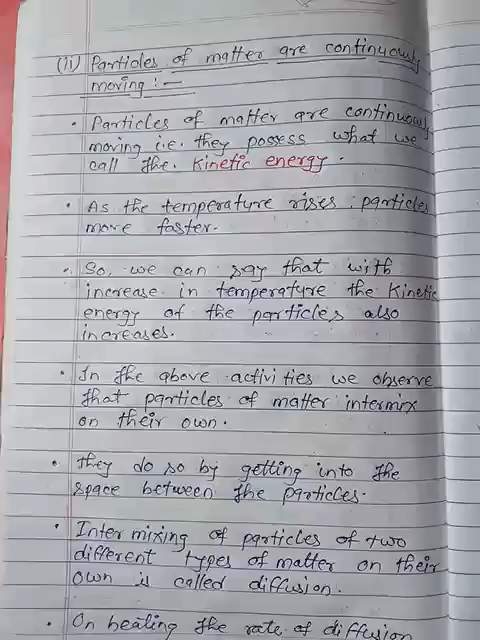 (ii) Particles of matter are continuously
moving :-
• Particles of matter are continuously
moving i.e. they possess what we
call the kinetic energy.
• As the temperature rises, particles
move faster.
• So, we can say that with
increase in temperature the kinetic
energy of the particles also
increases.
• In the above activities we observe
that particles of matter intermix
on their own.
• they do so by getting into the
space between the particles.
• Inter mixing of particles of two
different types of matter on their
own is called diffusion.
• On heating the rate of diffusion